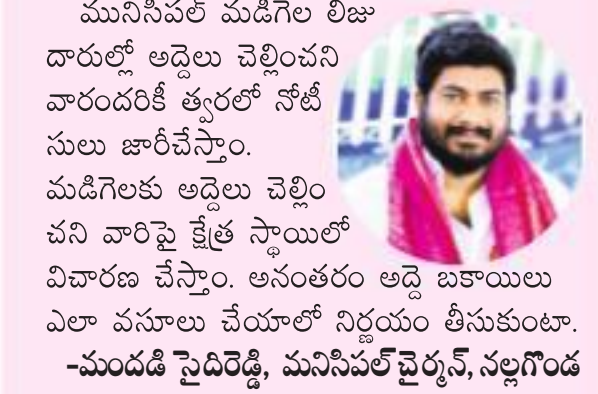 మునిసిపల్ మడిగెల లీజు
దారుల్లో అద్దెలు చెల్లించని
వారందరికీ త్వరలో నోటీ
సులు జారీచేస్తాం.
మడిగెలకు అద్దెలు చెల్లిం
చని వారిపై క్షేత్ర స్థాయిలో
విచారణ చేస్తాం. అనంతరం అద్దె బకాయిలు
ఎలా వసూలు చేయాలో నిర్ణయం తీసుకుంటా.
-మందడి సైదిరెడ్డి, మనిసిపల్ చైర్మన్, నల్లగొండ